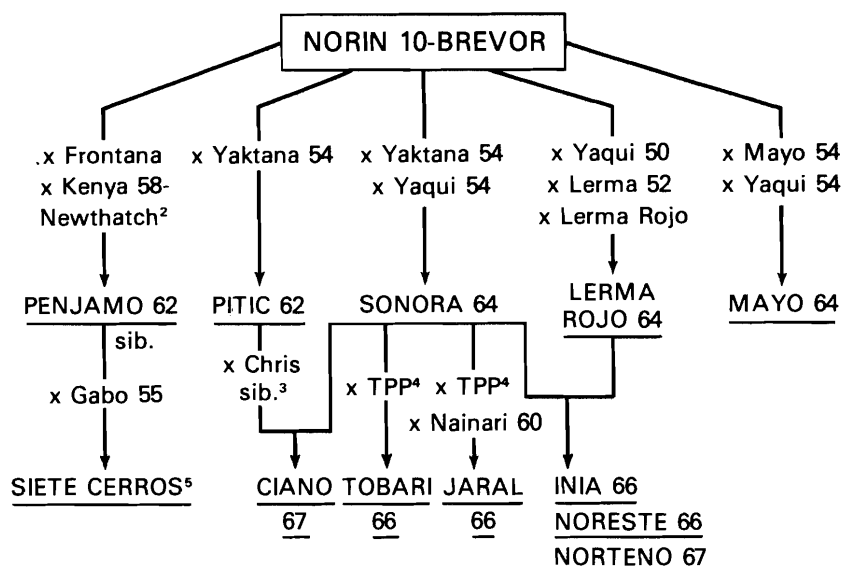 NORIN 10-BREVOR
x Frontana
x Kenya 58-
Newthatch²
x Yaktana 54
x Yaktana 54
x Yaqui 54
x Yaqui 50
x Lerma 52
x Lerma Rojo
x Mayo 54
x Yaqui 54
PENJAMO 62
sib.
PITIC 62
SONORA 64
LERMA
ROJO 64
MAYO 64
x Gabo 55
x Chris
sib.³
x TPP⁴
x TPP⁴
x Nainari 60
SIETE CERROS⁵
CIANO
67
TOBARI
66
JARAL
66
INIA 66
NORESTE 66
NORTENO 67